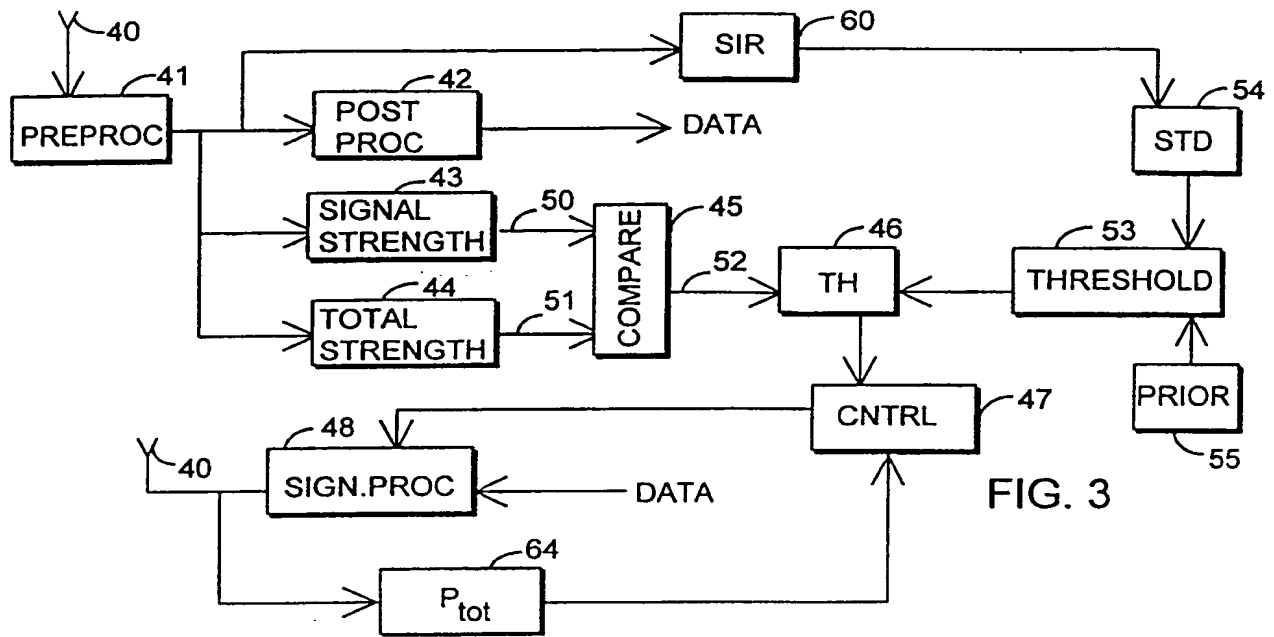 40
60
SIR
41
42
54
PREPROC
POST
PROC
DATA
STD
43
SIGNAL
STRENGTH
50
45
COMPARE
46
53
44
52
TH
THRESHOLD
TOTAL
STRENGTH
51
CNTRL
47
PRIOR
55
48
40
SIGN.PROC
DATA
FIG. 3
64
Ptot